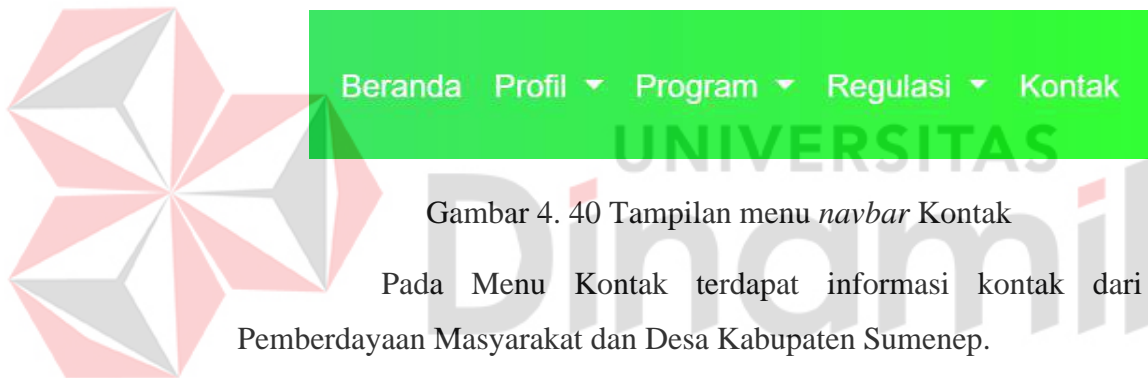 Beranda Profil Program Regulasi Kontak
UNIVERSITAS
Dinami
Gambar 4. 40 Tampilan menu navbar Kontak
Pada Menu Kontak terdapat informasi kontak dari
Pemberdayaan Masyarakat dan Desa Kabupaten Sumenep.